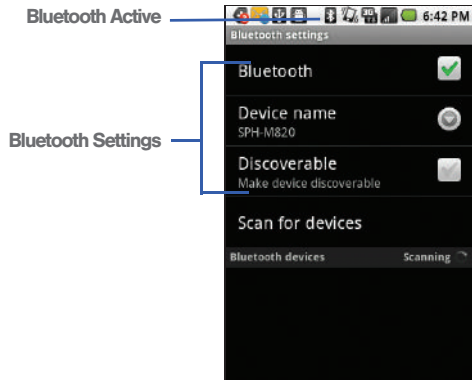 Bluetooth Active
6:42 PM
Bluetooth settings
Bluetooth
Device name
SPH-M820
Bluetooth Settings
Discoverable
Make device discoverable
Scan for devices
Bluetooth devices Scanning